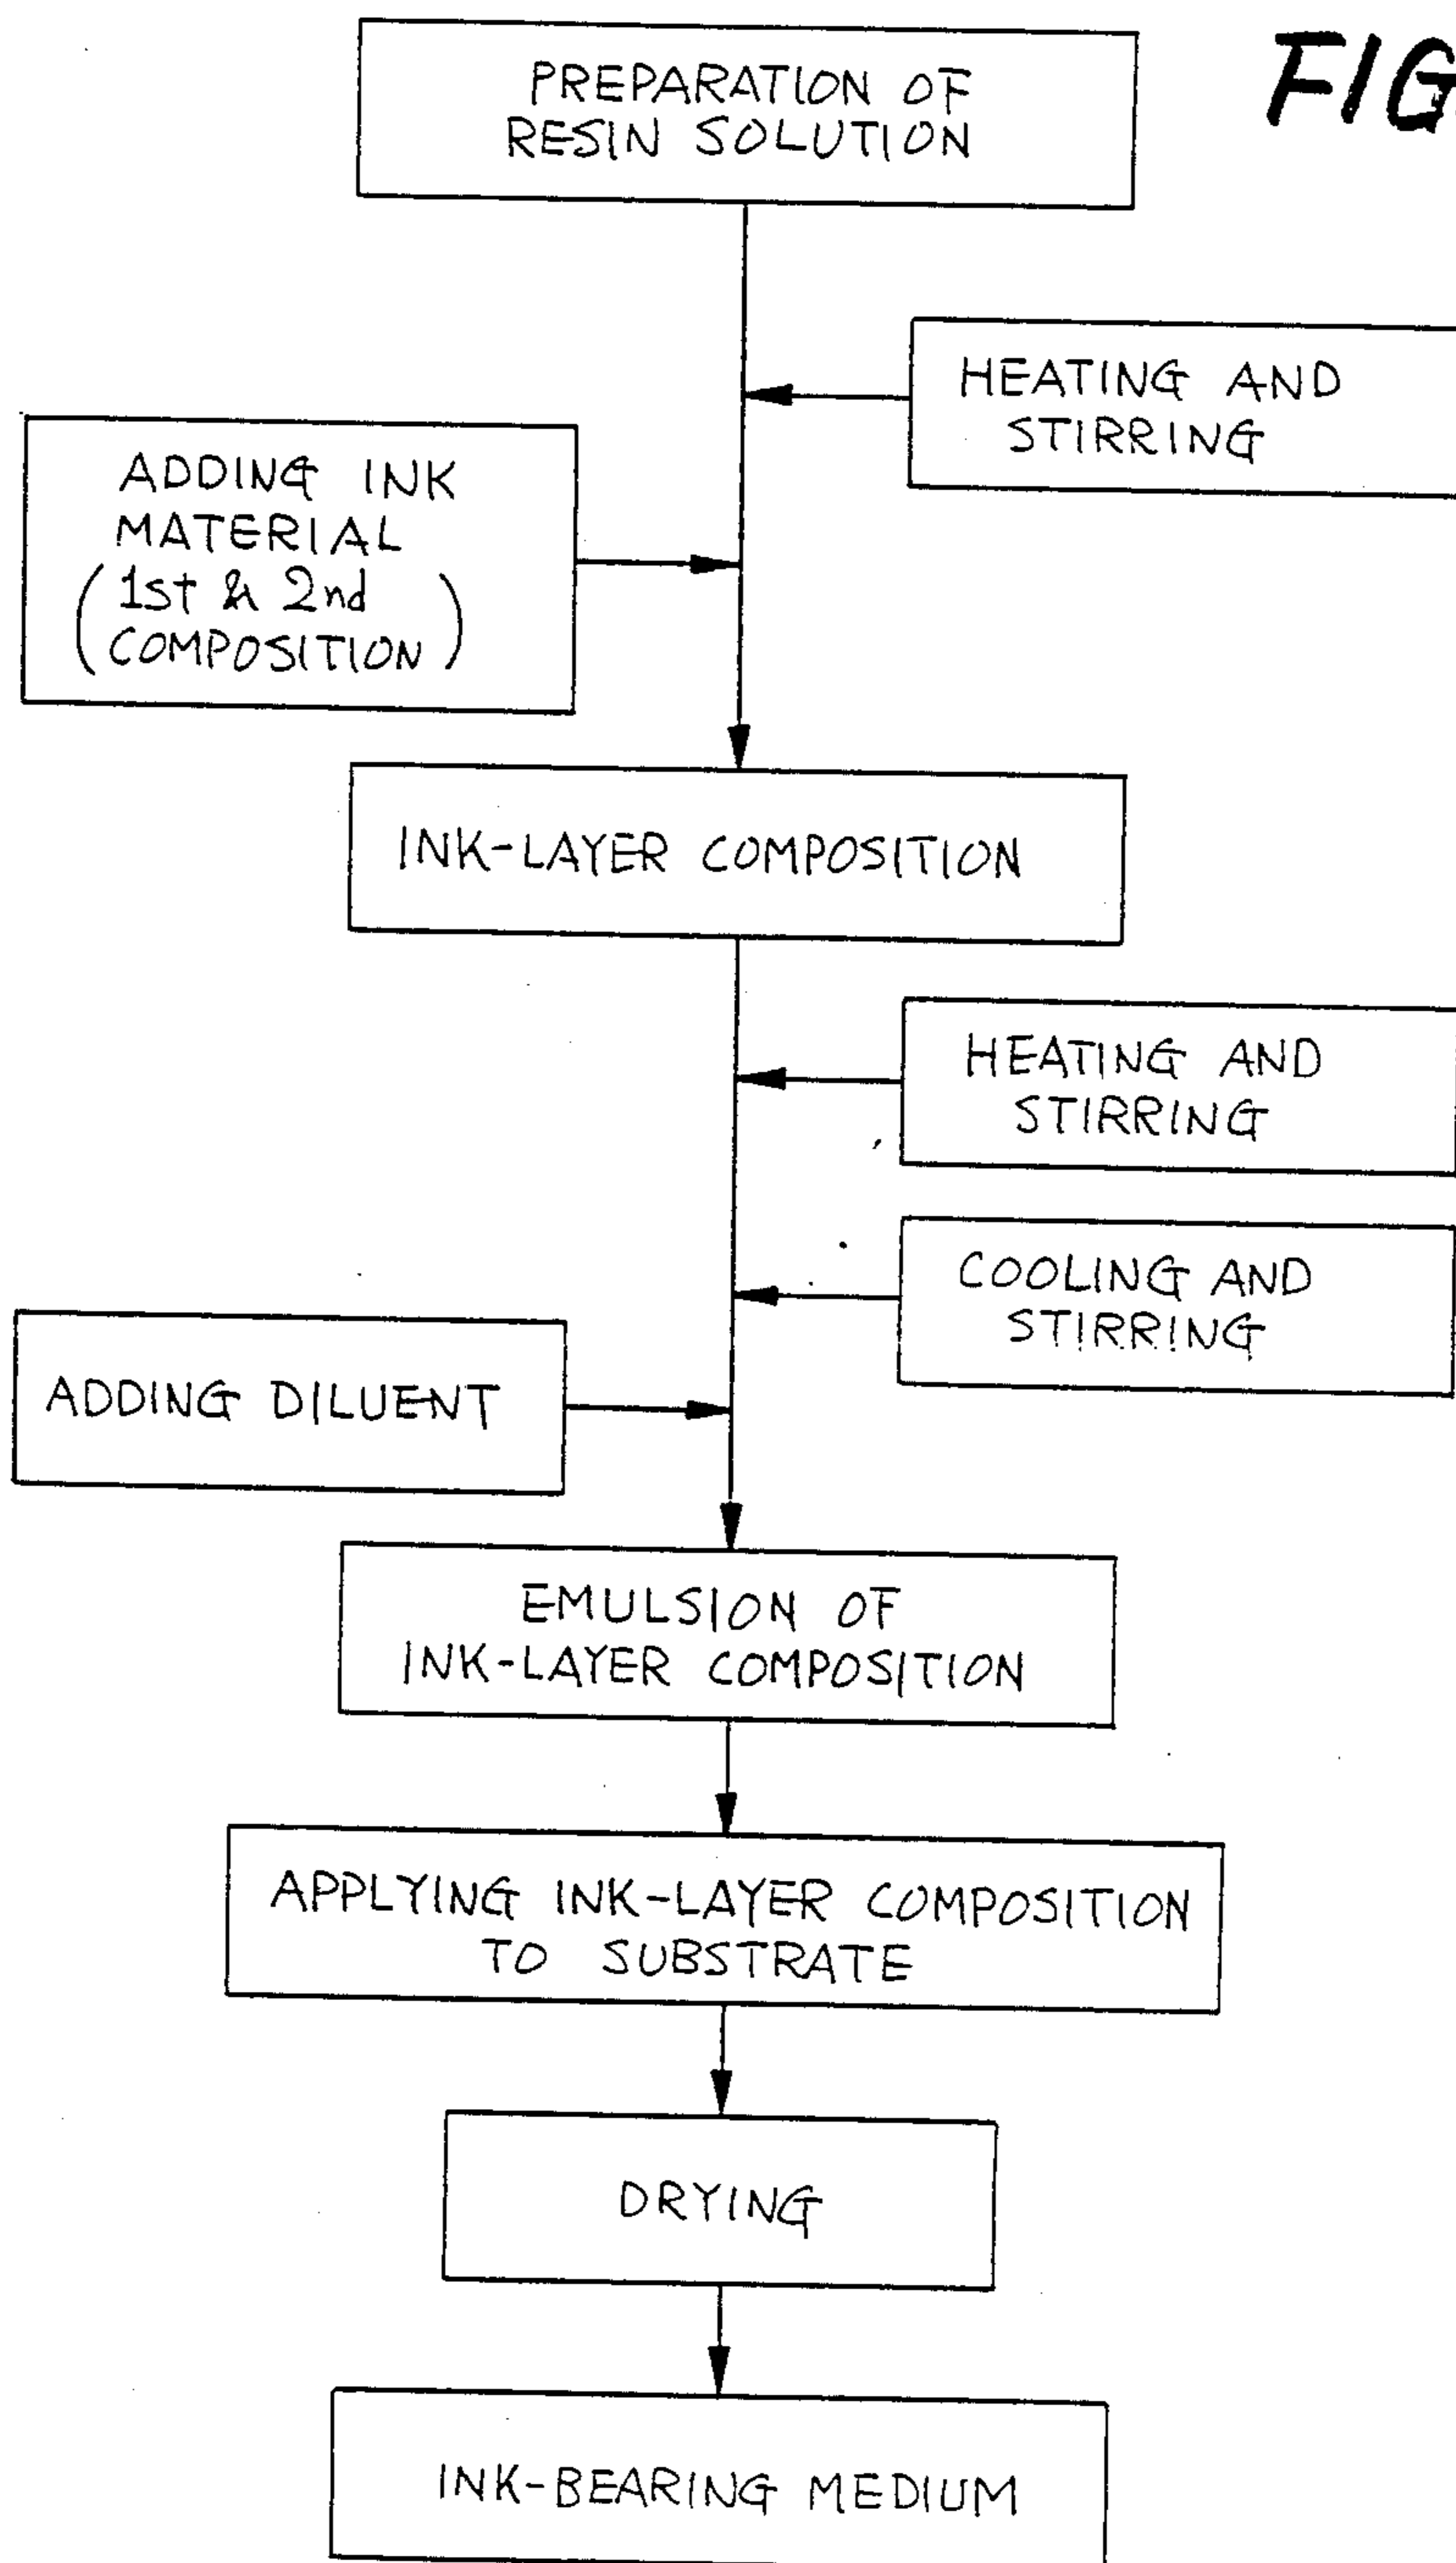 FIG
PREPARATION OF
RESIN SOLUTION
HEATING AND
STIRRING
ADDING INK
MATERIAL
(1st & 2nd
COMPOSITION)
INK-LAYER COMPOSITION
HEATING AND
STIRRING
COOLING AND
STIRRING
ADDING DILUENT
EMULSION OF
INK-LAYER COMPOSITION
APPLYING INK-LAYER COMPOSITION
TO SUBSTRATE
DRYING
INK-BEARING MEDIUM